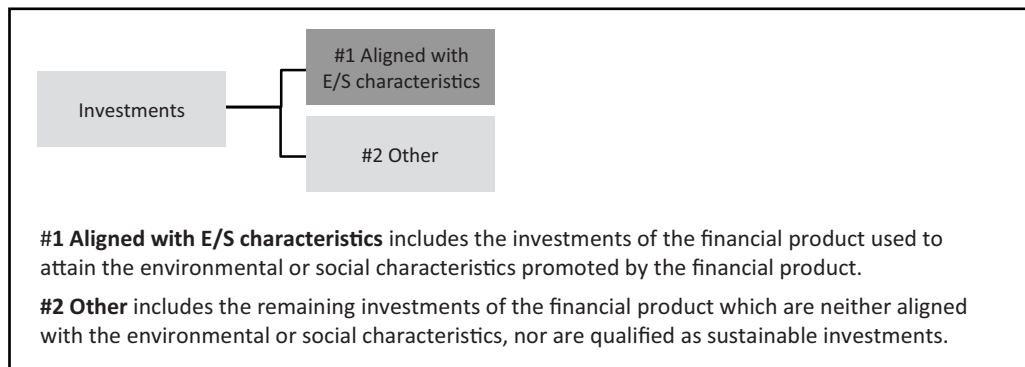 #1 Aligned with
E/S characteristics
Investments
#2 Other
#1 Aligned with E/S characteristics includes the investments of the financial product used to
attain the environmental or social characteristics promoted by the financial product.
#2 Other includes the remaining investments of the financial product which are neither aligned
with the environmental or social characteristics, nor are qualified as sustainable investments.